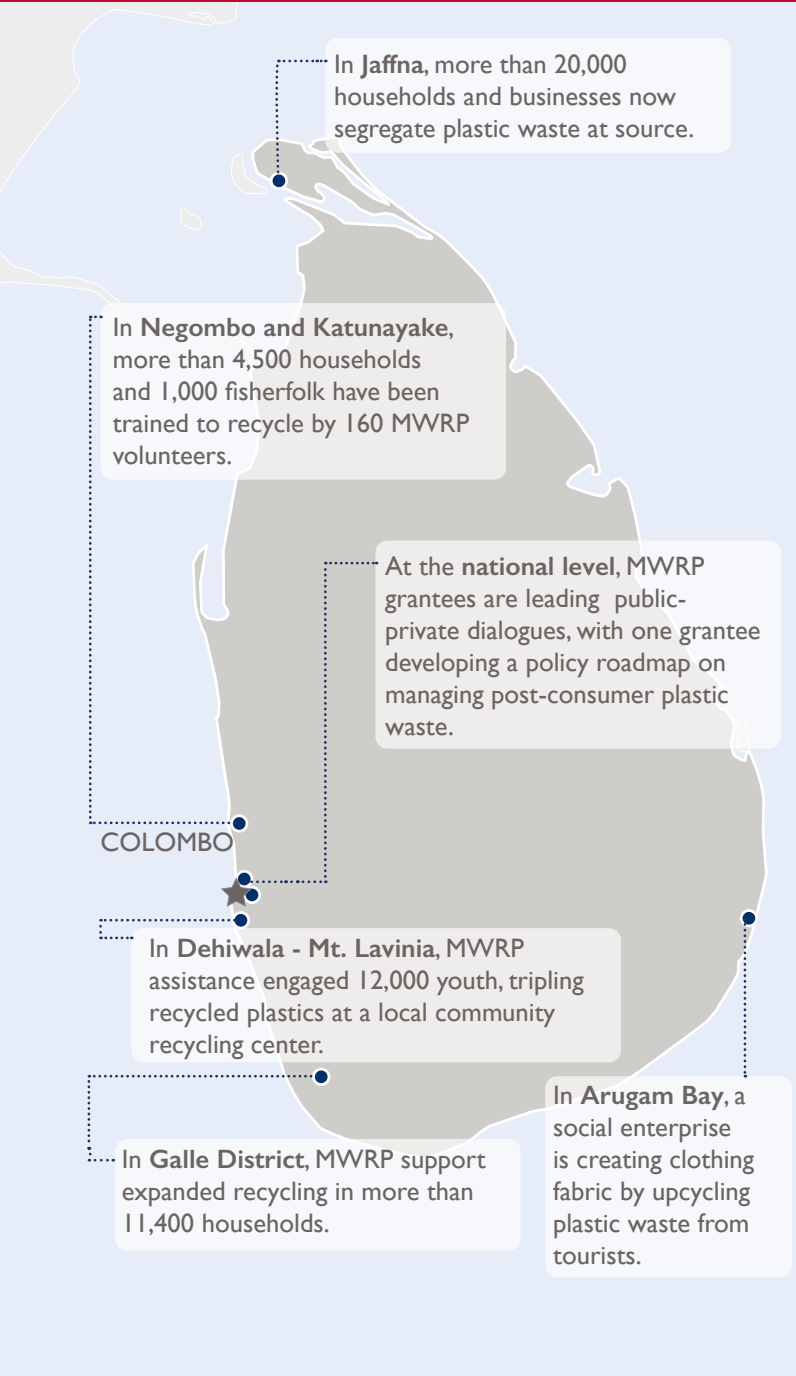 In Jaffna, more than 20,000
households and businesses now
segregate plastic waste at source.
In Negombo and Katunayake,
more than 4,500 households
and 1,000 fisherfolk have been
trained to recycle by 160 MWRP
volunteers.
At the national level, MWRP
grantees are leading public-
private dialogues, with one grantee
developing a policy roadmap on
managing post-consumer plastic
waste.
COLOMBO
In Dehiwala - Mt. Lavinia, MWRP
assistance engaged 12,000 youth, tripling
recycled plastics at a local community
recycling center.
In Galle District, MWRP support
expanded recycling in more than
11,400 households.
In Arugam Bay, a
social enterprise
is creating clothing
fabric by upcycling
plastic waste from
tourists.